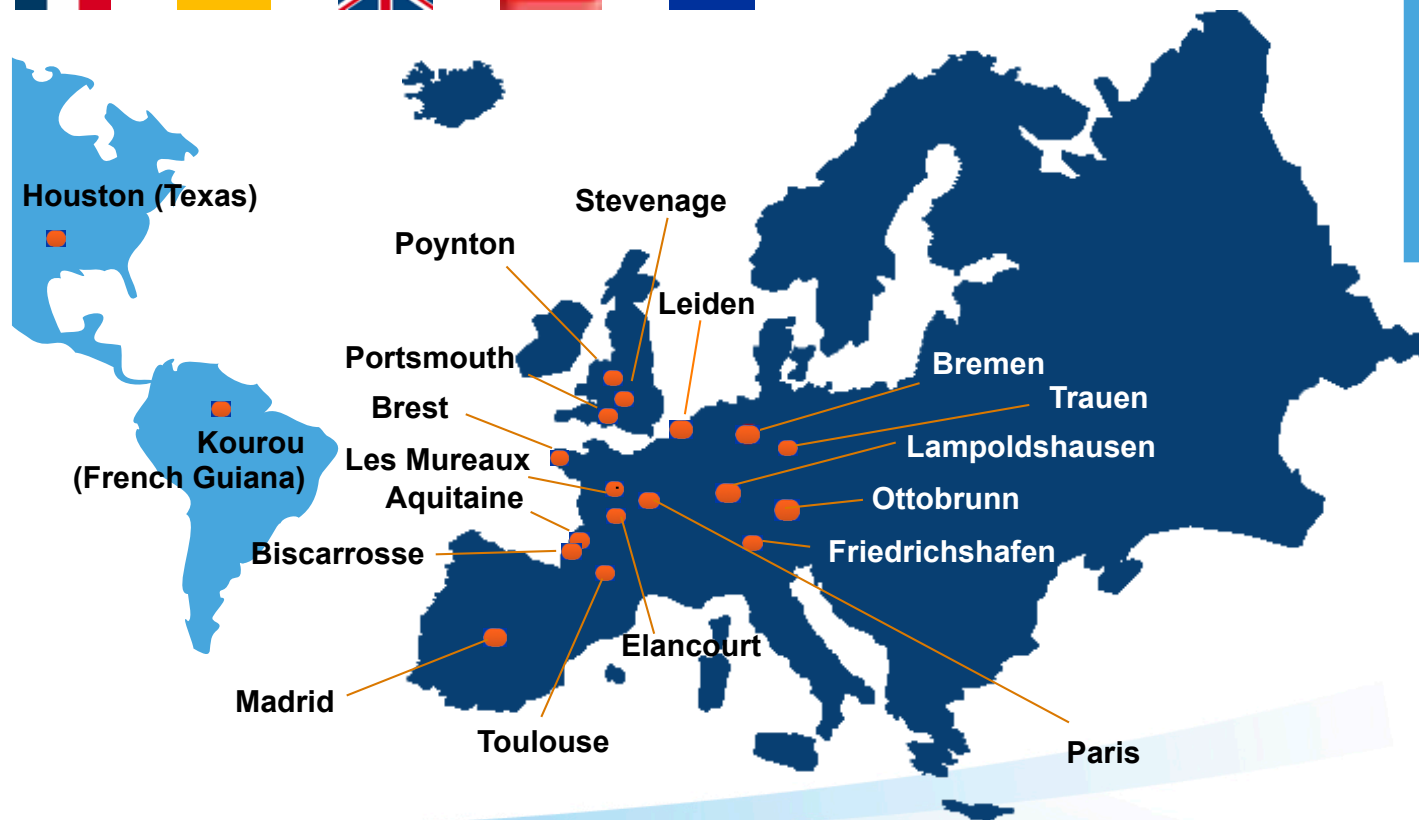 Houston (Texas)
Stevenage
Poynton
Leiden
Portsmouth
Bremen
Trauen
Brest
Kourou
(French Guiana)
Les Mureaux
Lampoldshausen
Aquitaine
Ottobrunn
Biscarrosse
Friedrichshafen
Elancourt
Madrid
Toulouse
Paris